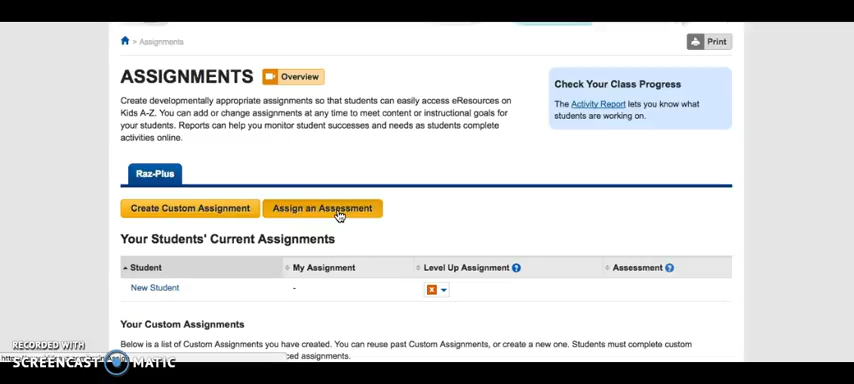 > Assignments
Print
ASSIGNMENTS
Overview
Create developmentally appropriate assignments so that students can easily access eResources on
Kids A-Z. You can add or change assignments at any time to meet content or instructional goals for
your students. Reports can help you monitor student successes and needs as students complete
activities online.
Check Your Class Progress
The Activity Report lets you know what
students are working on.
Raz-Plus
Create Custom Assignment
Assign an Assessment
Your Students' Current Assignments
Student My Assignment Level Up Assignment ? Assessment ?
New Student -
Your Custom Assignments
Below is a list of Custom Assignments you have created. You can reuse past Custom Assignments, or create a new one. Students must complete custom
assignments.
RECORDED WITH
SCREENCAST MATIC